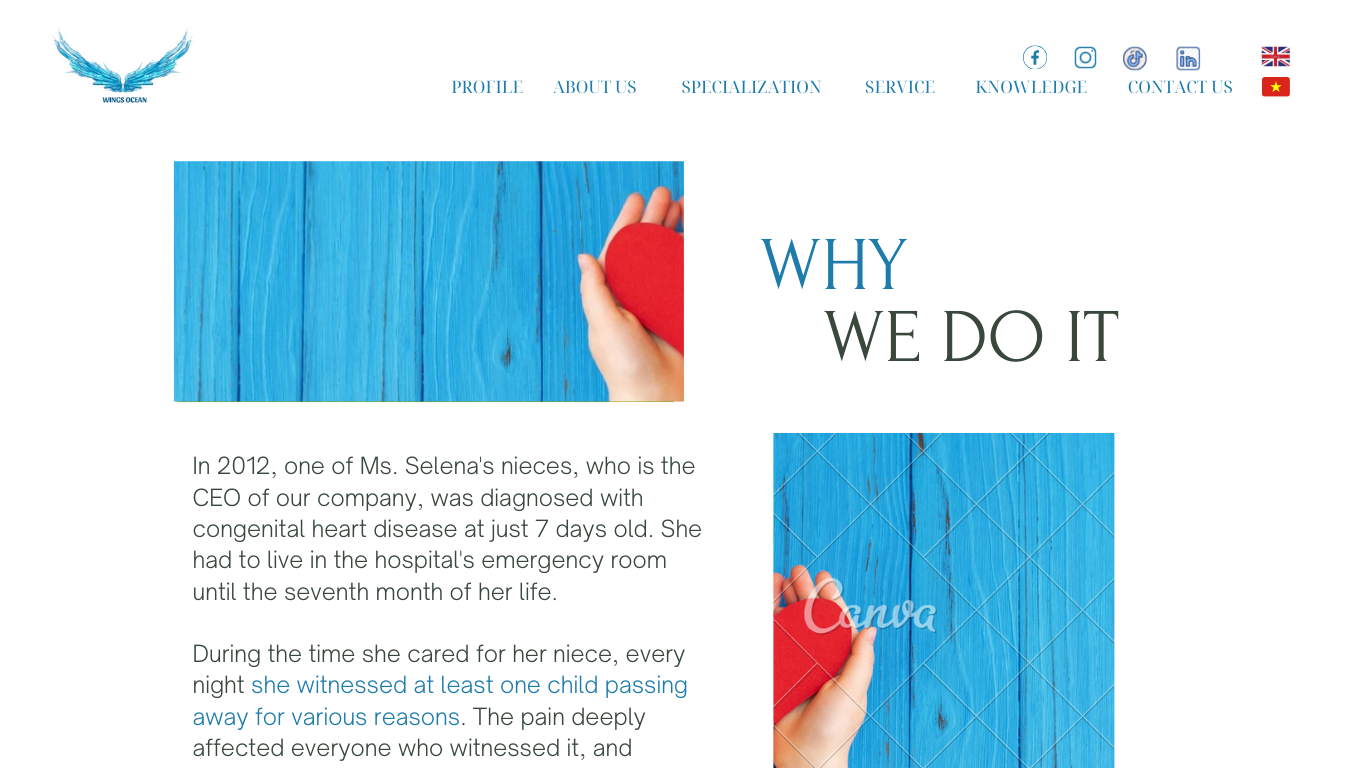 WINGS OCEAN
PROFILE
ABOUT US
SPECIALIZATION
SERVICE
KNOWLEDGE
CONTACT US
WHY
WE DO IT
In 2012, one of Ms. Selena's nieces, who is the
CEO of our company, was diagnosed with
congenital heart disease at just 7 days old. She
had to live in the hospital's emergency room
until the seventh month of her life.
During the time she cared for her niece, every
night she witnessed at least one child passing
away for various reasons. The pain deeply
affected everyone who witnessed it, and
Canva